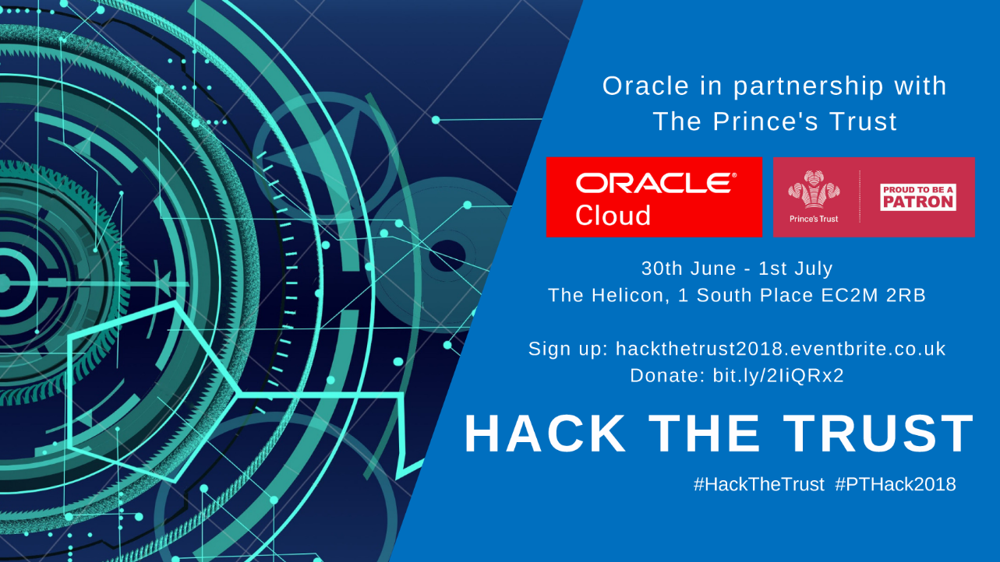 Oracle in partnership with
The Prince's Trust
ORACLE®
Cloud
Prince's Trust
PROUD TO BE A
PATRON
30th June - 1st July
The Helicon, 1 South Place EC2M 2RB
Sign up: hackthetrust2018.eventbrite.co.uk
Donate: bit.ly/2IiQRx2
HACK THE TRUST
#HackTheTrust #PTHack2018